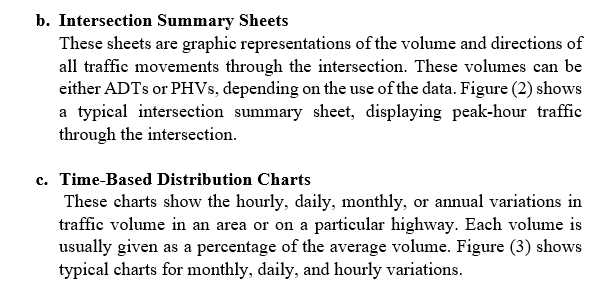 b. Intersection Summary Sheets
These sheets are graphic representations of the volume and directions of
all traffic movements through the intersection. These volumes can be
either ADTs or PHVs, depending on the use of the data. Figure (2) shows
a typical intersection summary sheet, displaying peak-hour traffic
through the intersection.
c. Time-Based Distribution Charts
These charts show the hourly, daily, monthly, or annual variations in
traffic volume in an area or on a particular highway. Each volume is
usually given as a percentage of the average volume. Figure (3) shows
typical charts for monthly, daily, and hourly variations.